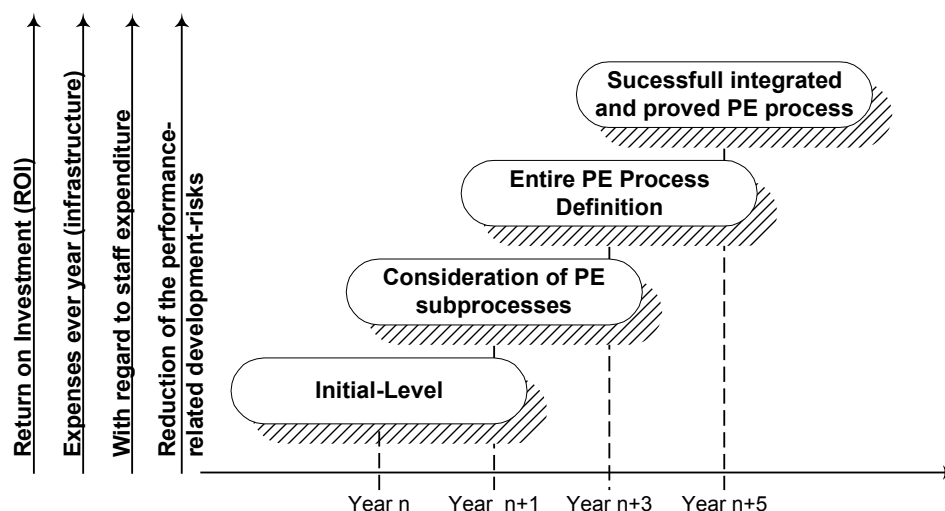 Return on Investment (ROI)
Expenses ever year (infrastructure)
With regard to staff expenditure
Reduction of the performance-
related development-risks
Sucessfull integrated
and proved PE process
Entire PE Process
Definition
Consideration of PE
subprocesses
Initial-Level
Year n
Year n+1
Year n+3
Year n+5